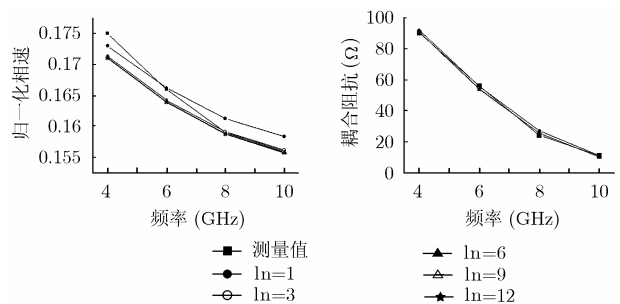 0.175
0.17
0.165
0.16
0.155
归一化相速
4 6 8 10
频率 (GHz)
100
80
60
40
20
0
耦合阻抗 (Ω)
4 6 8 10
频率 (GHz)
测量值
ln=1
ln=3
ln=6
ln=9
ln=12